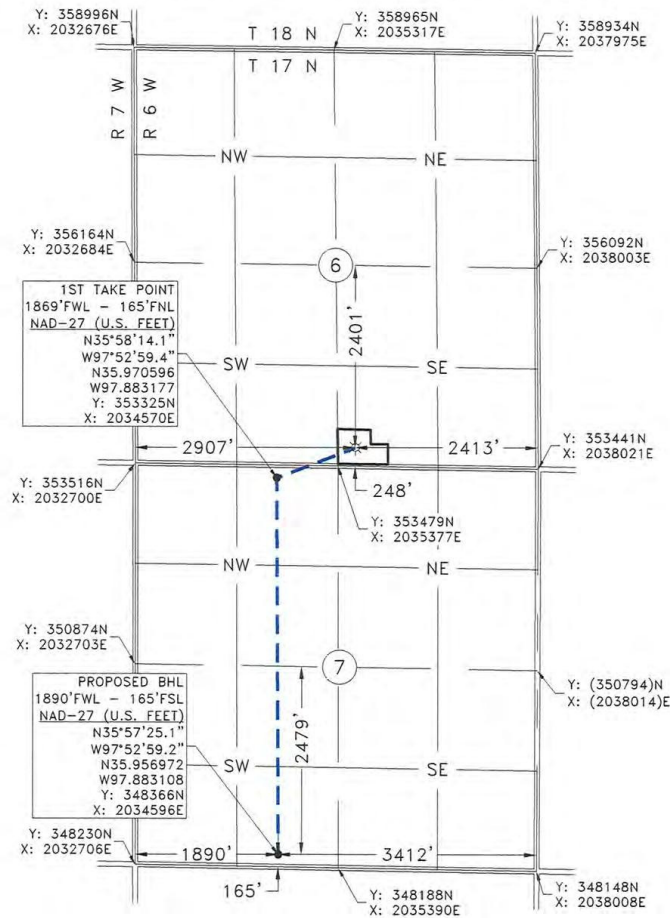 Y: 358996N
X: 2032676E
Y: 358965N
X: 2035317E
Y: 358934N
X: 2037975E
T 18 N
T 17 N
R 7 W
R 6 W
NW
NE
Y: 356164N
X: 2032684E
Y: 356092N
X: 2038003E
6
1ST TAKE POINT
1869'FWL - 165'FNL
NAD-27 (U.S. FEET)
N35°58'14.1"
W97°52'59.4"
N35.970596
W97.883177
Y: 353325N
X: 2034570E
2401'
SW
SE
2907'
2413'
248'
Y: 353441N
X: 2038021E
Y: 353516N
X: 2032700E
Y: 353479N
X: 2035377E
NW
NE
Y: 350874N
X: 2032703E
7
Y: (350794)N
X: (2038014)E
PROPOSED BHL
1890'FWL - 165'FSL
NAD-27 (U.S. FEET)
N35°57'25.1"
W97°52'59.2"
N35.956972
W97.883108
Y: 348366N
X: 2034596E
2479'
SW
SE
Y: 348230N
X: 2032706E
1890'
3412'
165'
Y: 348188N
X: 2035390E
Y: 348148N
X: 2038008E